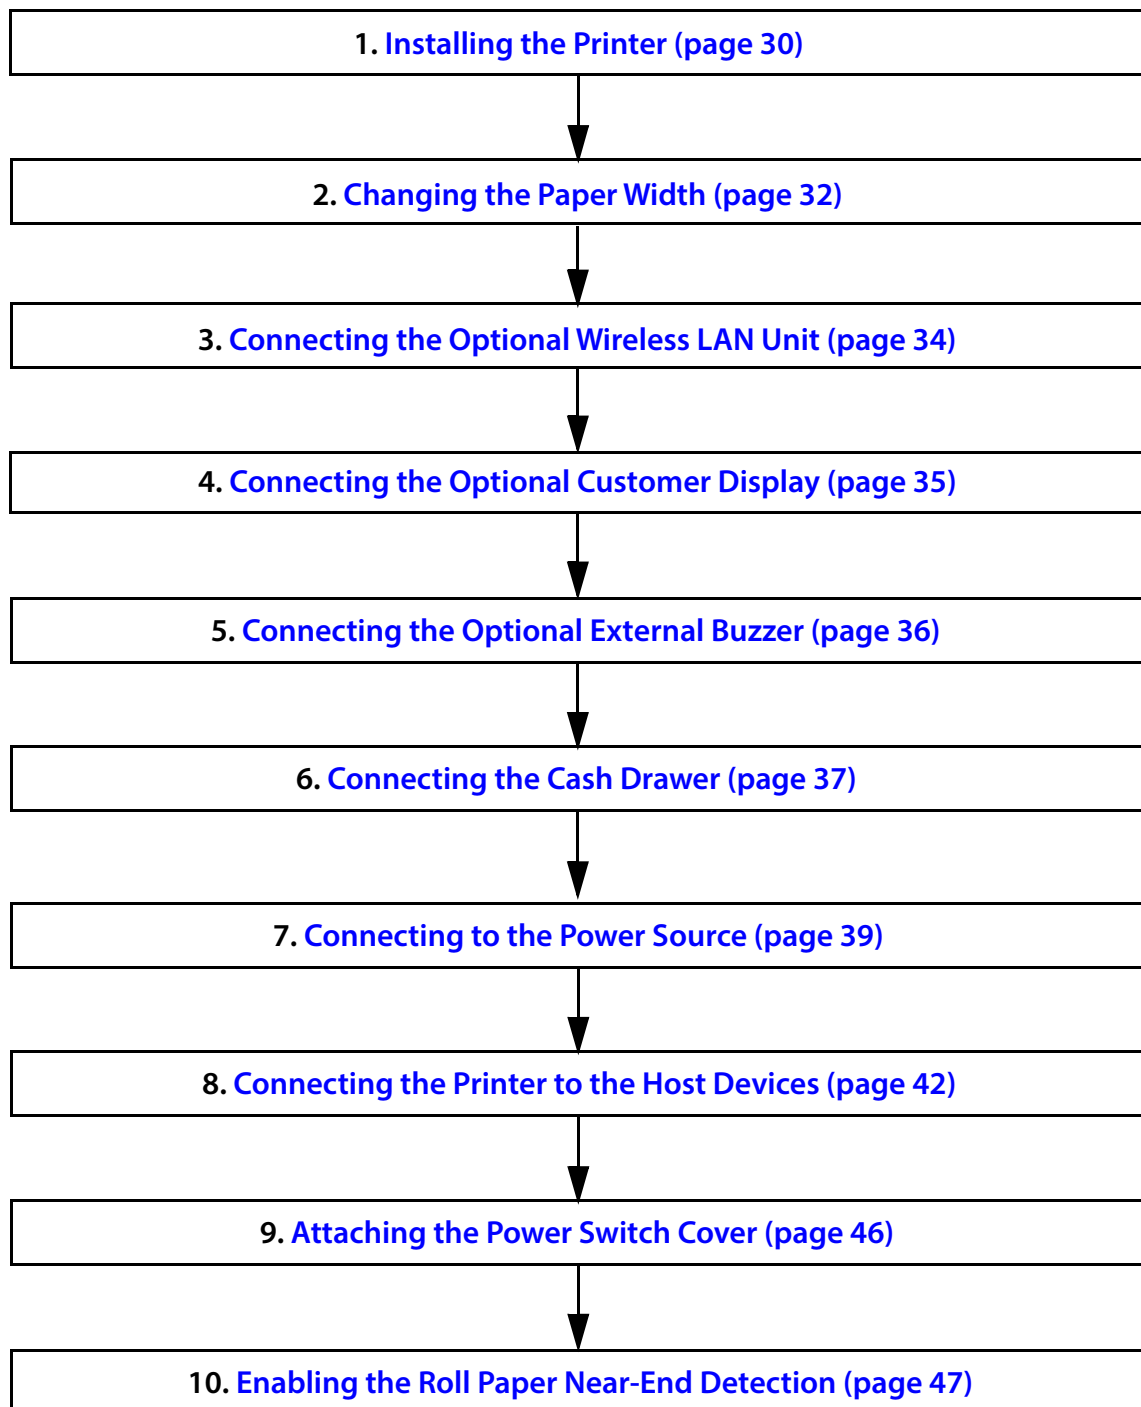 1. Installing the Printer (page 30)
2. Changing the Paper Width (page 32)
3. Connecting the Optional Wireless LAN Unit (page 34)
4. Connecting the Optional Customer Display (page 35)
5. Connecting the Optional External Buzzer (page 36)
6. Connecting the Cash Drawer (page 37)
7. Connecting to the Power Source (page 39)
8. Connecting the Printer to the Host Devices (page 42)
9. Attaching the Power Switch Cover (page 46)
10. Enabling the Roll Paper Near-End Detection (page 47)